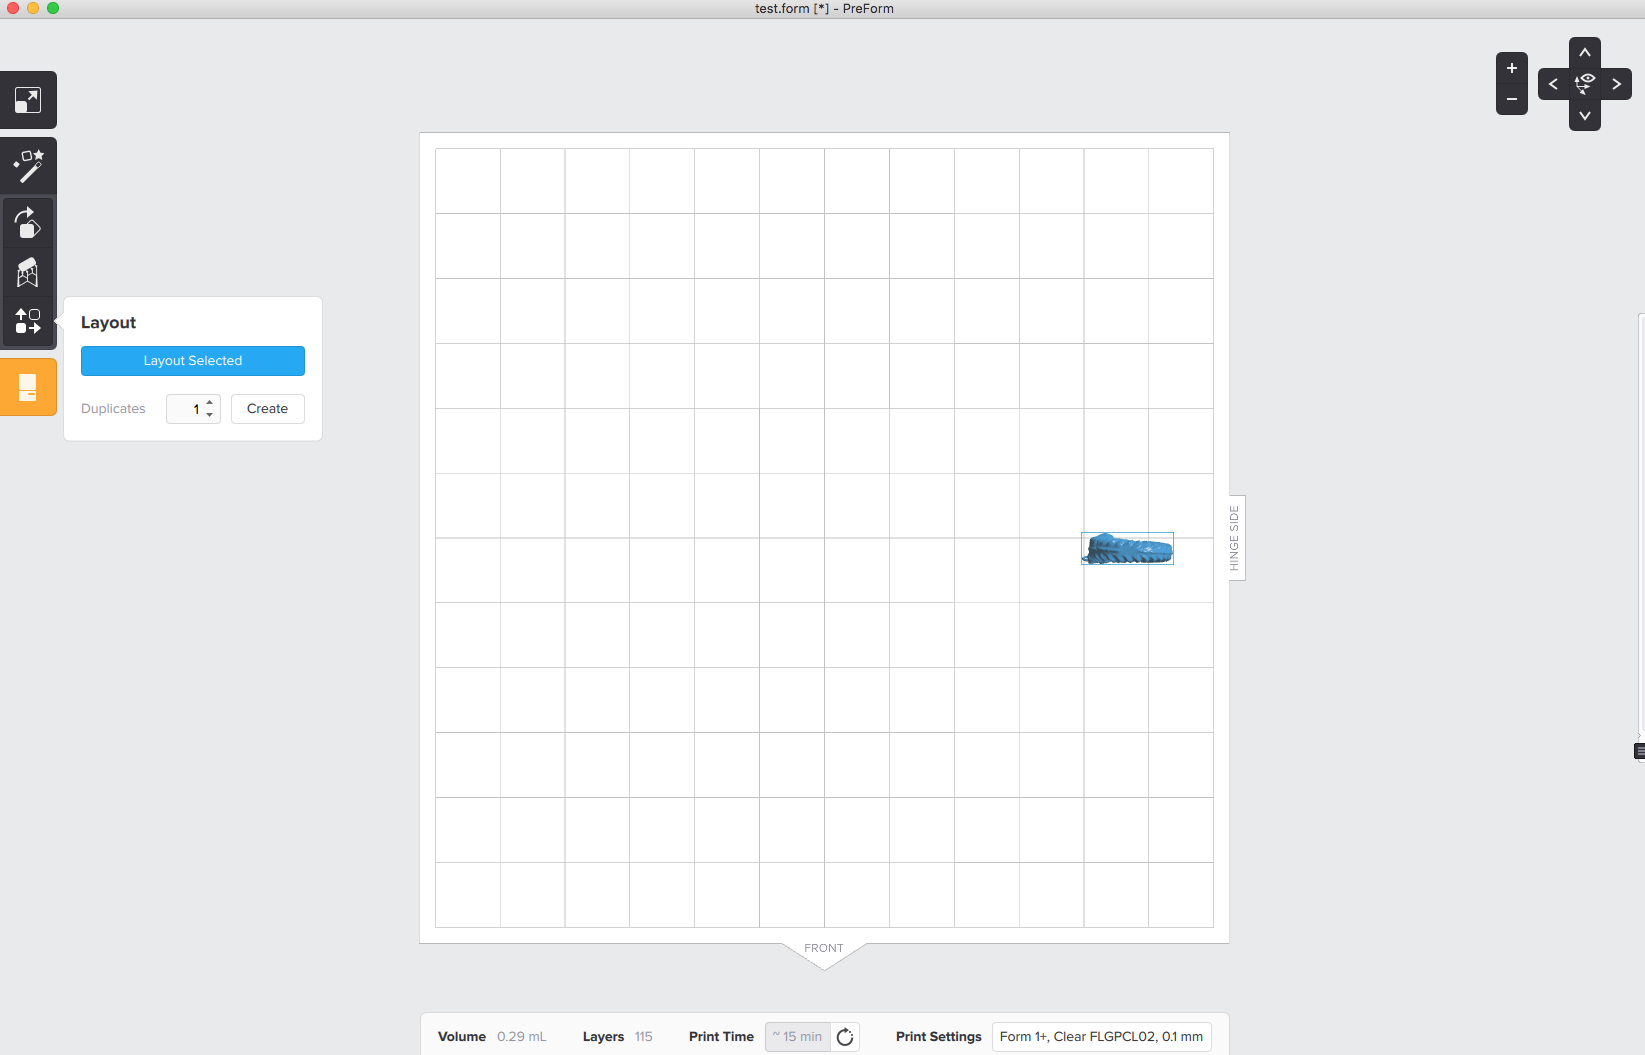 test.form [*] - PreForm
+
−
Layout
Layout Selected
Duplicates 1 Create
HINGE SIDE
FRONT
Volume 0.29 mL Layers 115 Print Time ~ 15 min Print Settings Form 1+, Clear FLGPCL02, 0.1 mm